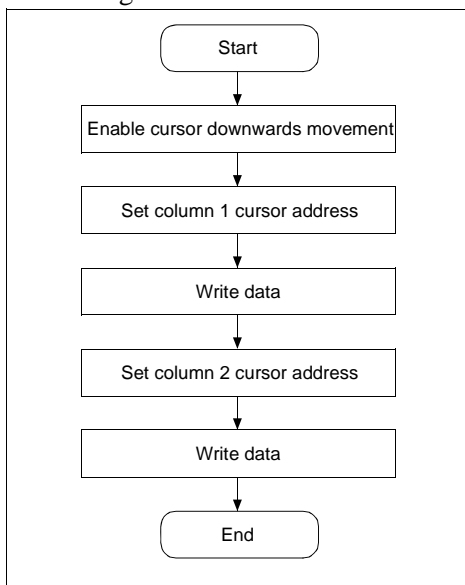 Start
Enable cursor downwards movement
Set column 1 cursor address
Write data
Set column 2 cursor address
Write data
End